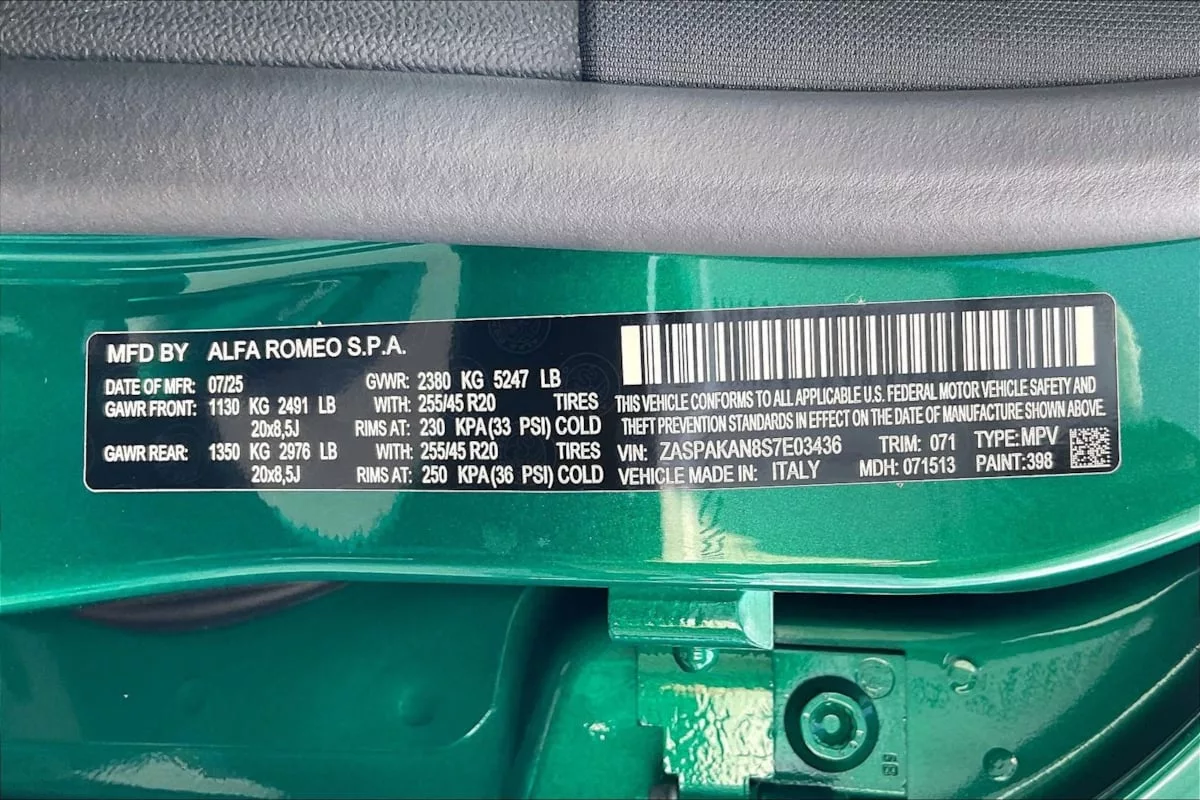 MFD BY ALFA ROMEO S.P.A.
DATE OF MFR: 07/25 GVWR: 2380 KG 5247 LB
GAWR FRONT: 1130 KG 2491 LB WITH: 255/45 R20 TIRES
20x8,5J RIMS AT: 230 KPA(33 PSI) COLD
GAWR REAR: 1350 KG 2976 LB WITH: 255/45 R20 TIRES
20x8,5J RIMS AT: 250 KPA(36 PSI) COLD
THIS VEHICLE CONFORMS TO ALL APPLICABLE U.S. FEDERAL MOTOR VEHICLE SAFETY AND
THEFT PREVENTION STANDARDS IN EFFECT ON THE DATE OF MANUFACTURE SHOWN ABOVE.
VIN: ZASPAKAN8S7E03436 TRIM: 071 TYPE: MPV
VEHICLE MADE IN: ITALY MDH: 071513 PAINT: 398